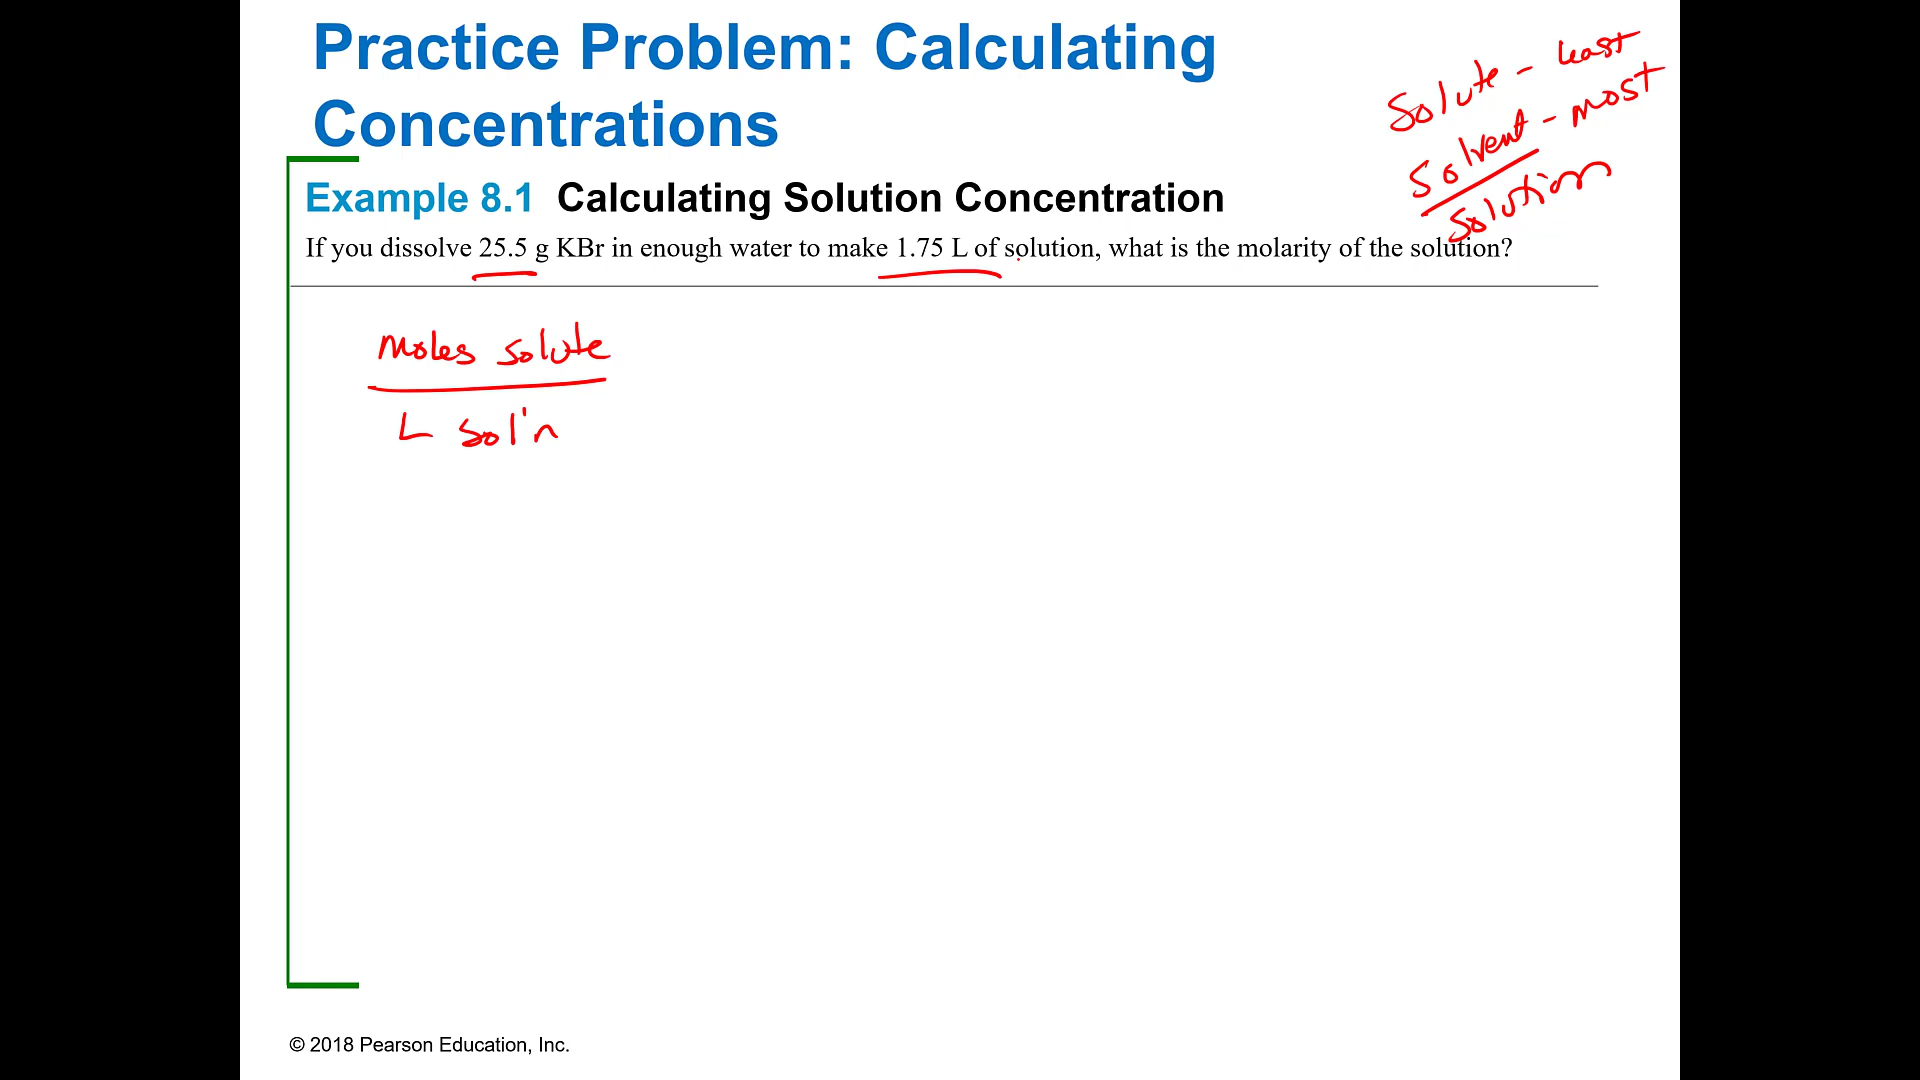 Practice Problem: Calculating
Concentrations
Solute - least
Solvent - most
Solution
Example 8.1 Calculating Solution Concentration
If you dissolve 25.5 g KBr in enough water to make 1.75 L of solution, what is the molarity of the solution?
Moles solute
L sol'n
© 2018 Pearson Education, Inc.